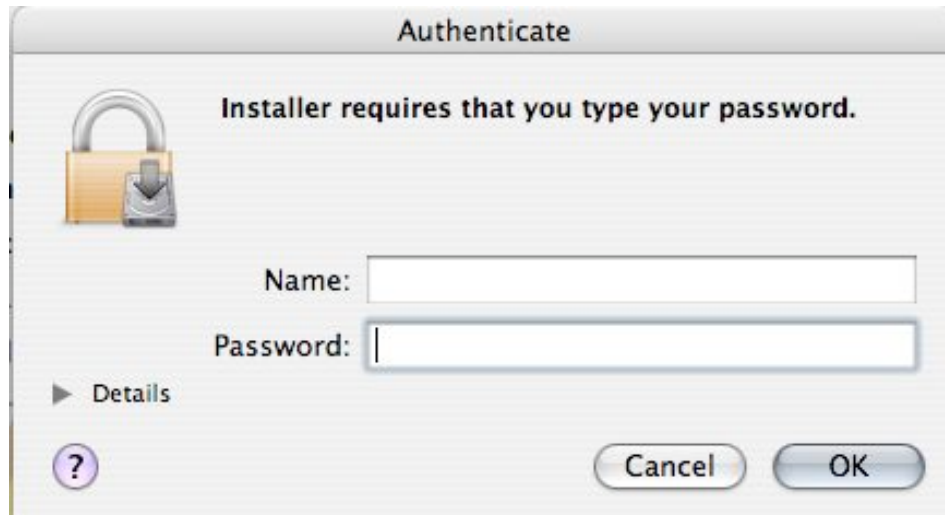 Authenticate
Installer requires that you type your password.
Name:
Password:
Details
?
Cancel
OK